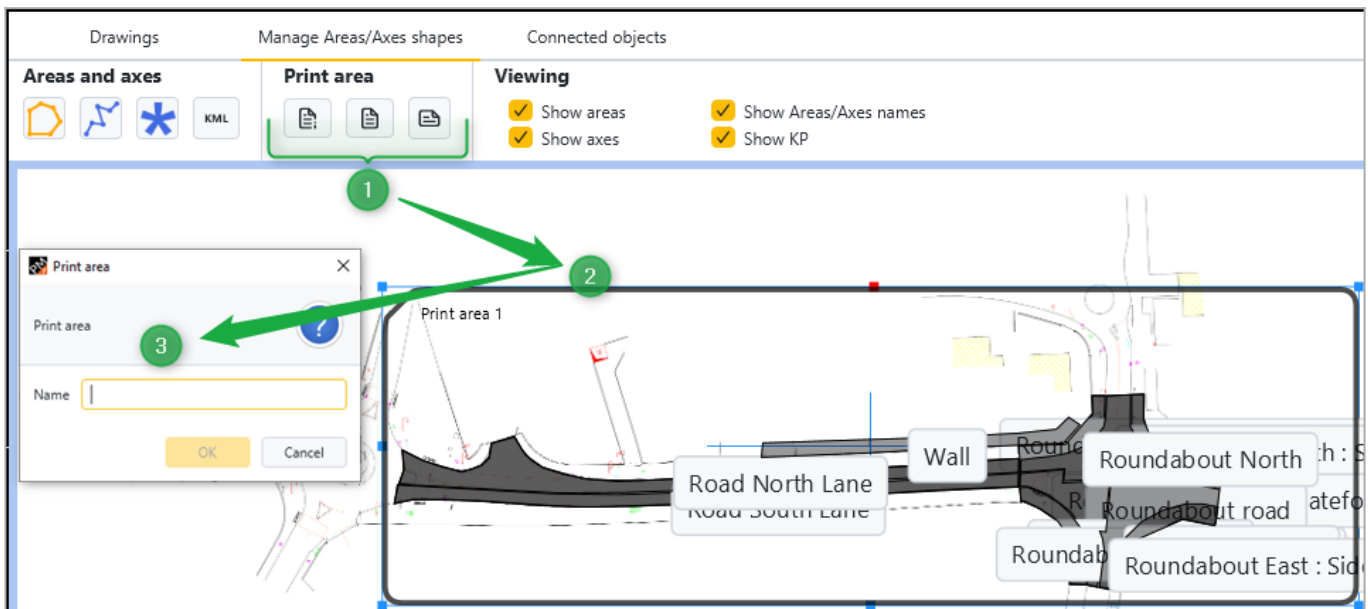 Drawings Manage Areas/Axes shapes Connected objects
Areas and axes Print area Viewing
KML
Show areas Show Areas/Axes names
Show axes Show KP
1
2
Print area
Print area
3
Name
OK Cancel
Print area 1
Wall
Roundabout North
Road North Lane
Road South Lane
Roundabout road
Roundab
Roundabout East : Sid